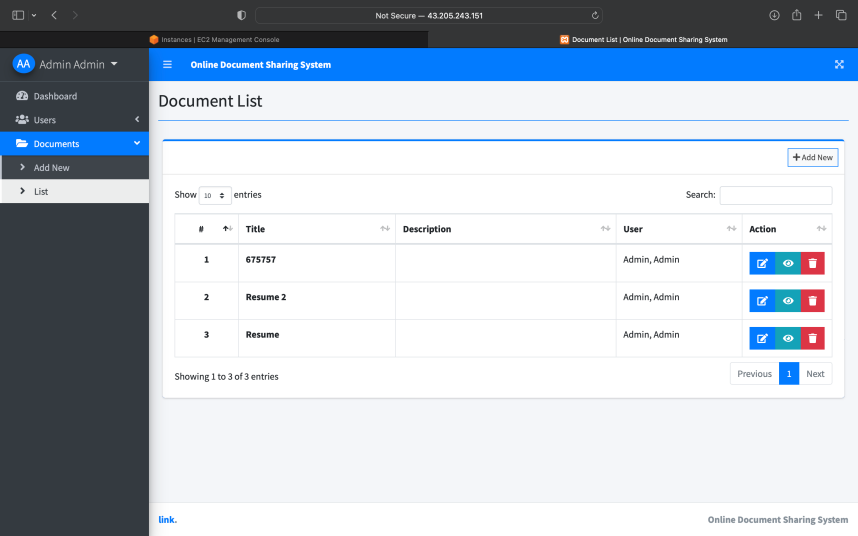 Not Secure — 43.205.243.151
Instances | EC2 Management Console
Document List | Online Document Sharing System
AA Admin Admin
Online Document Sharing System
Dashboard
Users
Documents
Add New
List
Document List
Add New
Show 10 entries
Search:
# Title Description User Action
1 675757 Admin, Admin
2 Resume 2 Admin, Admin
3 Resume Admin, Admin
Showing 1 to 3 of 3 entries
Previous 1 Next
link.
Online Document Sharing System